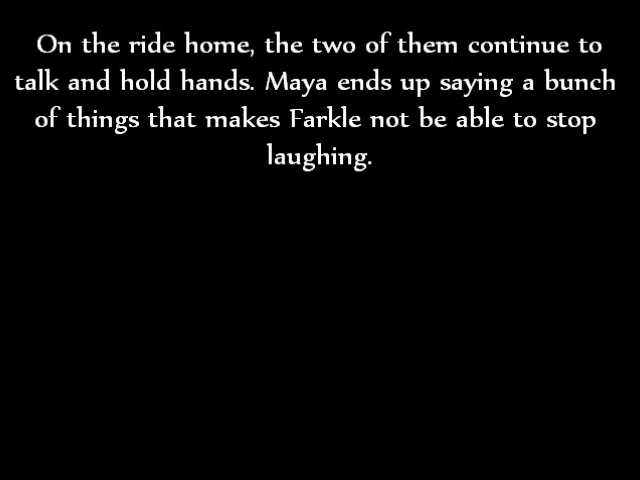 On the ride home, the two of them continue to
talk and hold hands. Maya ends up saying a bunch
of things that makes Farkle not be able to stop
laughing.